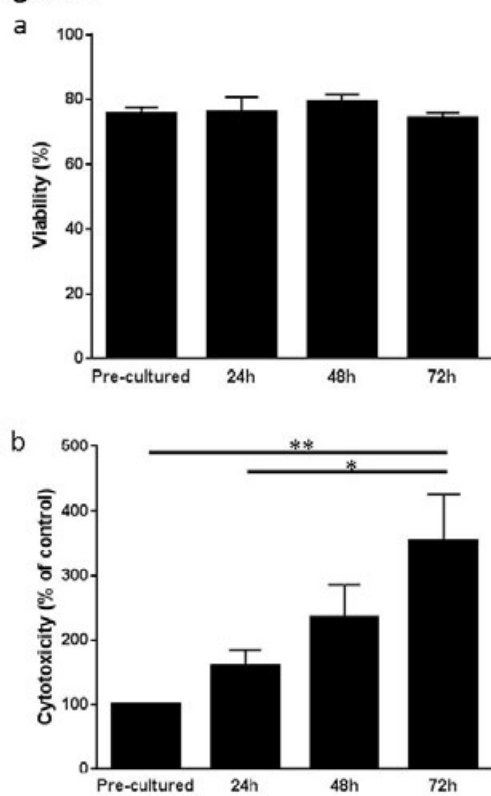 a
100
80
60
40
20
0
Viability (%)
Pre-cultured 24h 48h 72h
b
500
400
300
200
100
0
Cytotoxicity (% of control)
**
*
Pre-cultured 24h 48h 72h